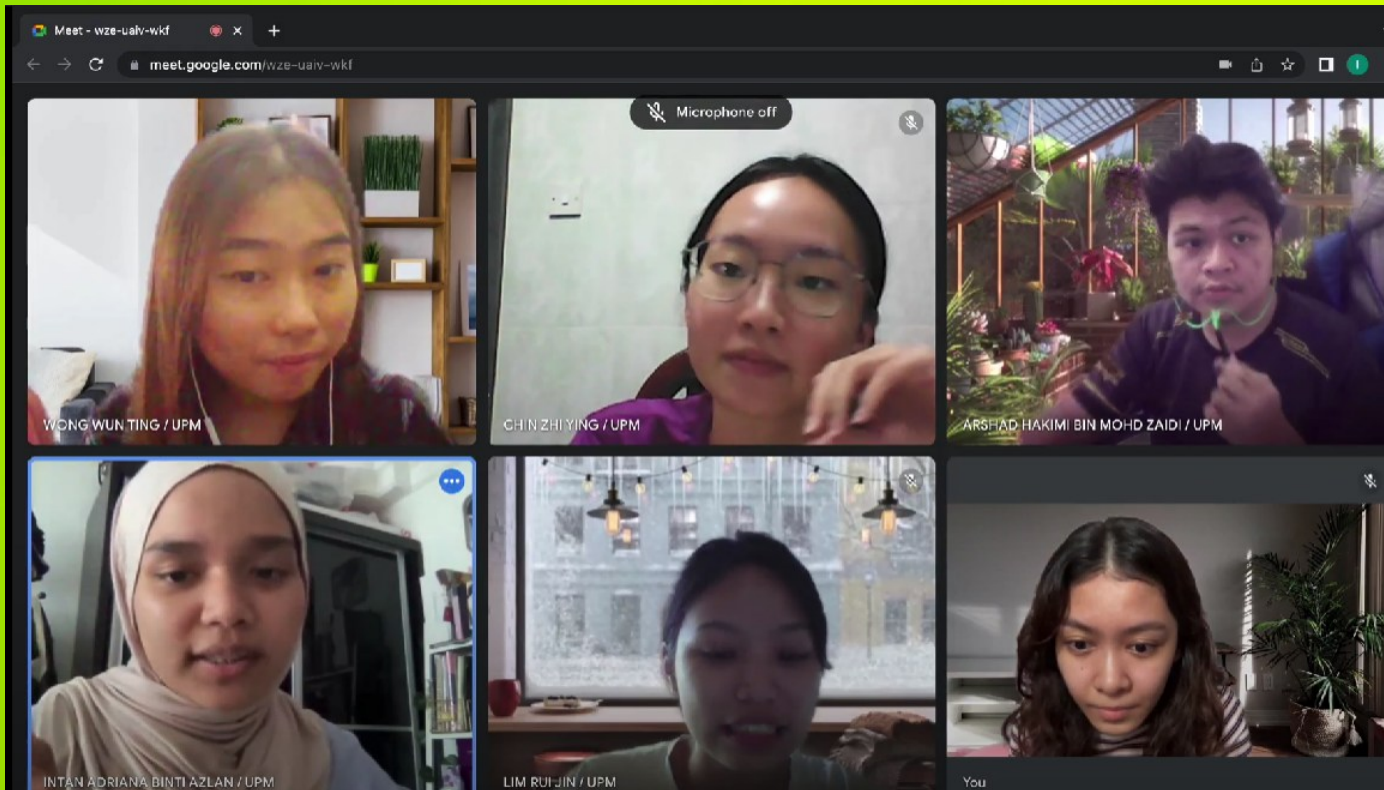 Meet - wze-uaiv-wkf
meet.google.com/wze-uaiv-wkf
Microphone off
WONG WUN TING / UPM
CHIN ZHI YING / UPM
ARSHAD HAKIMI BIN MOHD ZAIDI / UPM
INTAN ADRIANA BINTI AZLAN / UPM
LIM RUI JIN / UPM
You